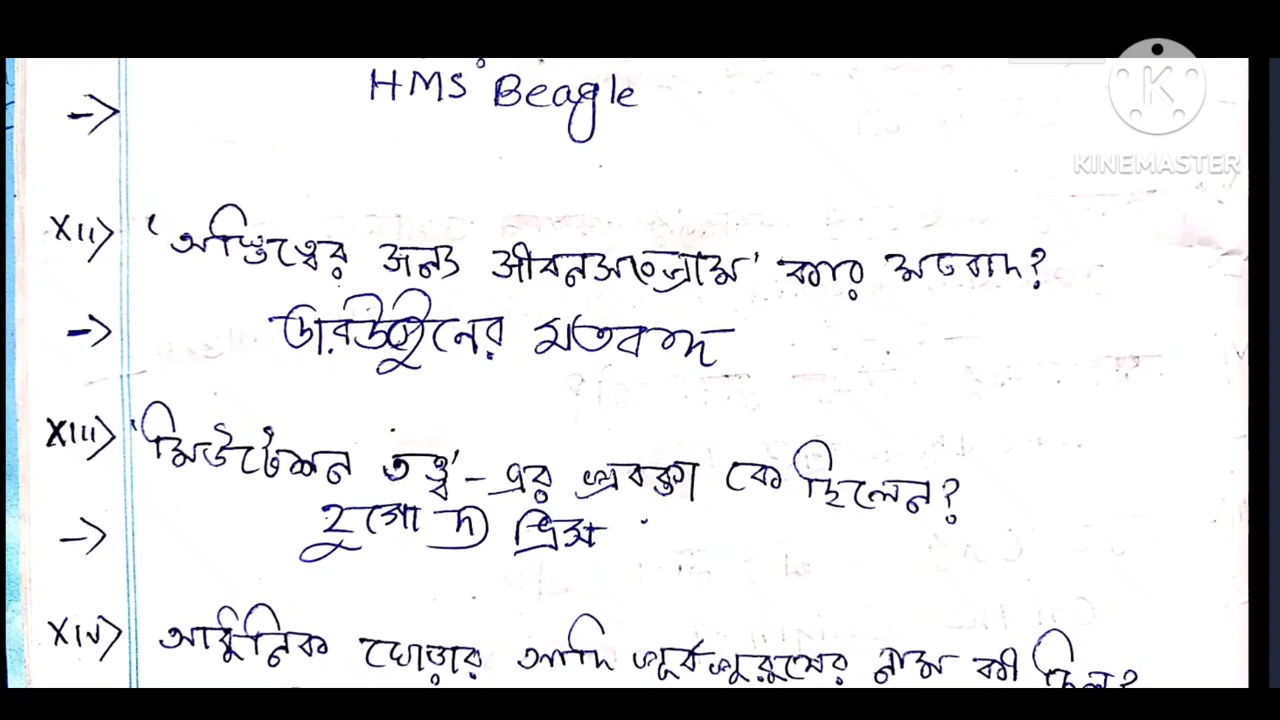 → HMS Beagle
KINEMASTER
XII) 'অস্তিত্বের জন্য জীবনসংগ্রাম' কার মতবাদ?
→ ডারউইনের মতবাদ
XIII) 'মিউটেশন তত্ত্ব' - এর প্রবক্তা কে ছিলেন?
→ হুগো দ্য ভ্রিস
XIV) আধুনিক ঘোড়ার আদি পূর্বপুরুষের নাম কী ছিল?